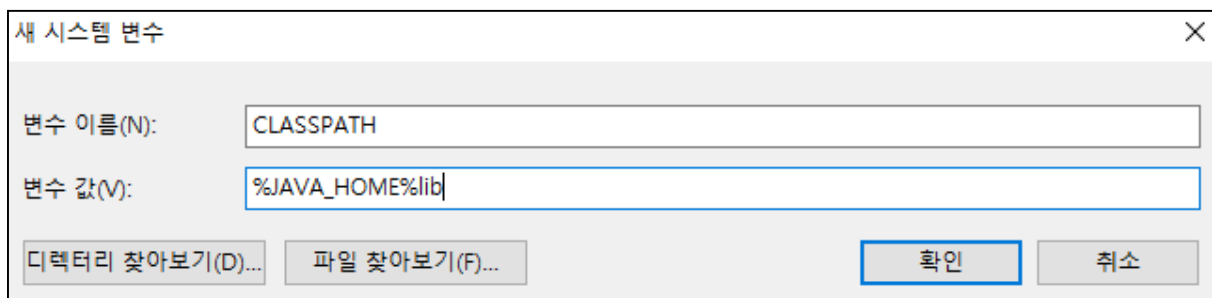 새 시스템 변수
변수 이름(N): CLASSPATH
변수 값(V): %JAVA_HOME%lib
디렉터리 찾아보기(D)... 파일 찾아보기(F)... 확인 취소